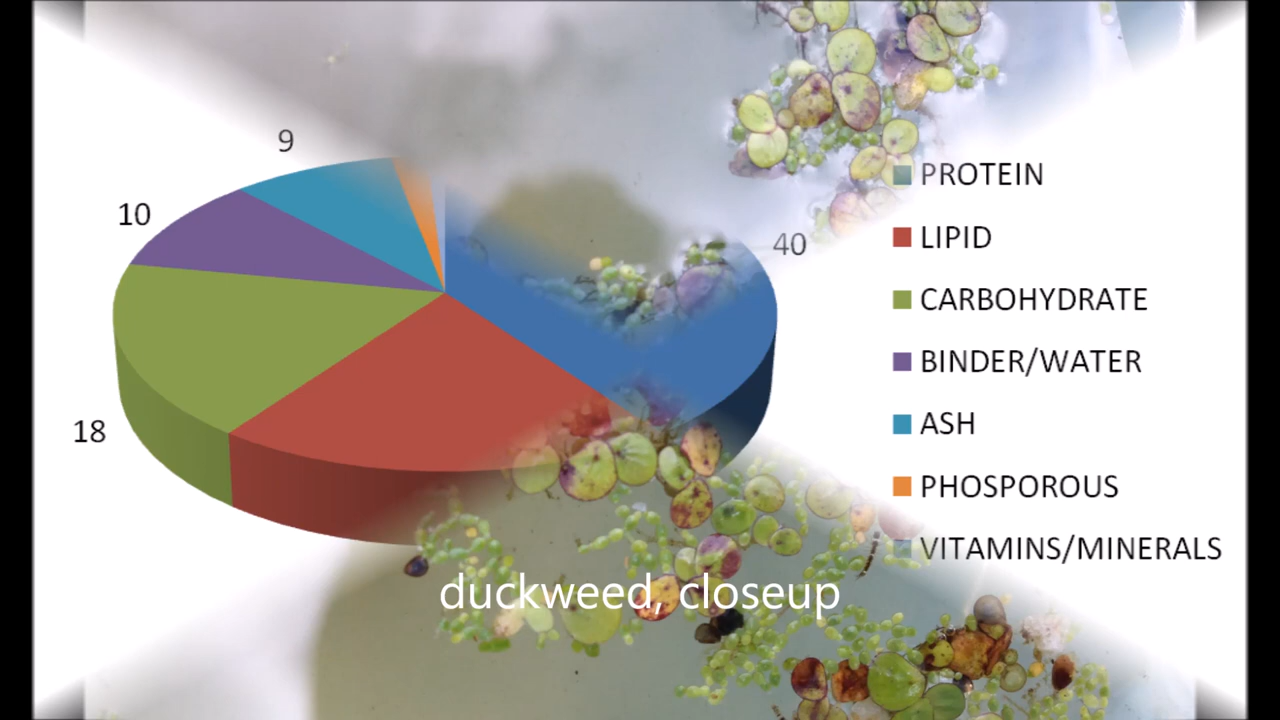 9
10
40
18
PROTEIN
LIPID
CARBOHYDRATE
BINDER/WATER
ASH
PHOSPOROUS
VITAMINS/MINERALS
duckweed, closeup